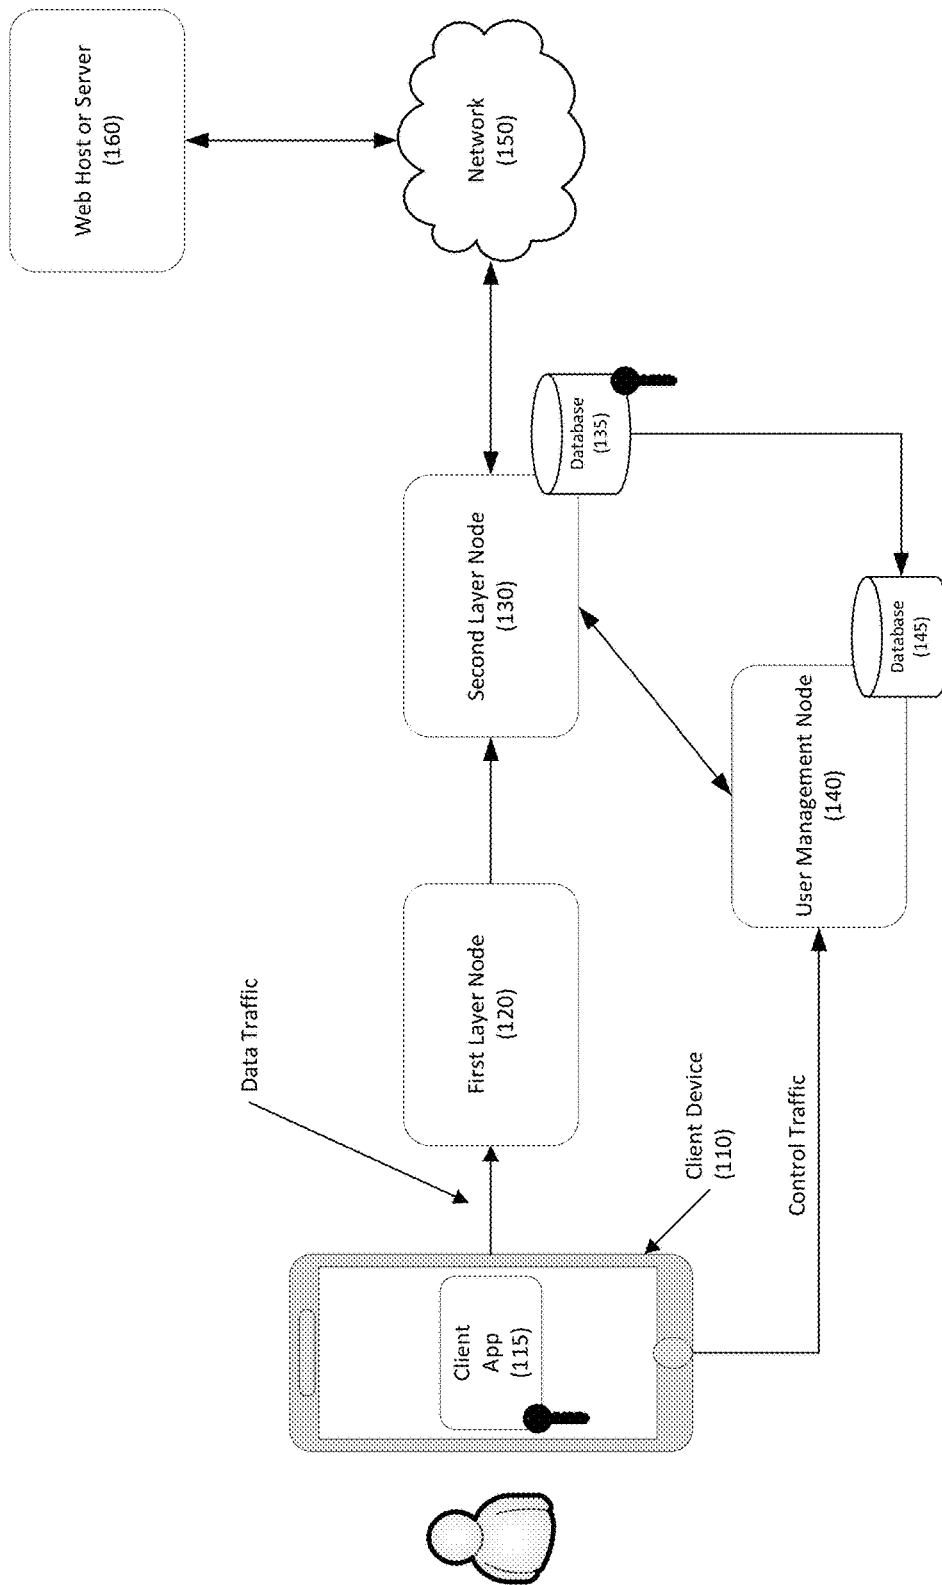 Web Host or Server
(160)
Network
(150)
Database
(135)
Second Layer Node
(130)
Database
(145)
User Management Node
(140)
First Layer Node
(120)
Data Traffic
Client Device
(110)
Control Traffic
Client
App
(115)